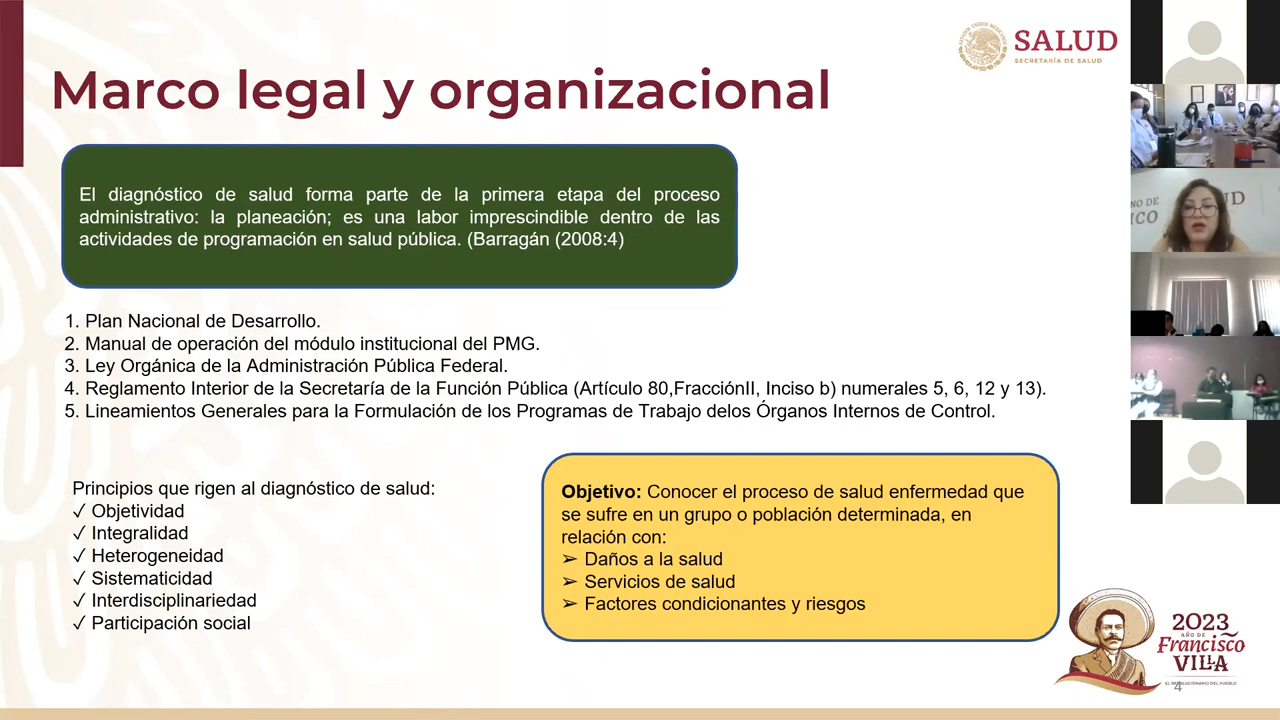 SALUD
SECRETARÍA DE SALUD
Marco legal y organizacional
El diagnóstico de salud forma parte de la primera etapa del proceso
administrativo: la planeación; es una labor imprescindible dentro de las
actividades de programación en salud pública. (Barragán (2008:4)
1. Plan Nacional de Desarrollo.
2. Manual de operación del módulo institucional del PMG.
3. Ley Orgánica de la Administración Pública Federal.
4. Reglamento Interior de la Secretaría de la Función Pública (Artículo 80,FracciónII, Inciso b) numerales 5, 6, 12 y 13).
5. Lineamientos Generales para la Formulación de los Programas de Trabajo delos Órganos Internos de Control.
Principios que rigen al diagnóstico de salud:
✓ Objetividad
✓ Integralidad
✓ Heterogeneidad
✓ Sistematicidad
✓ Interdisciplinariedad
✓ Participación social
Objetivo: Conocer el proceso de salud enfermedad que
se sufre en un grupo o población determinada, en
relación con:
➢ Daños a la salud
➢ Servicios de salud
➢ Factores condicionantes y riesgos
2023
AÑO DE
Francisco
VILLA
EL REVOLUCIONARIO DEL PUEBLO
4